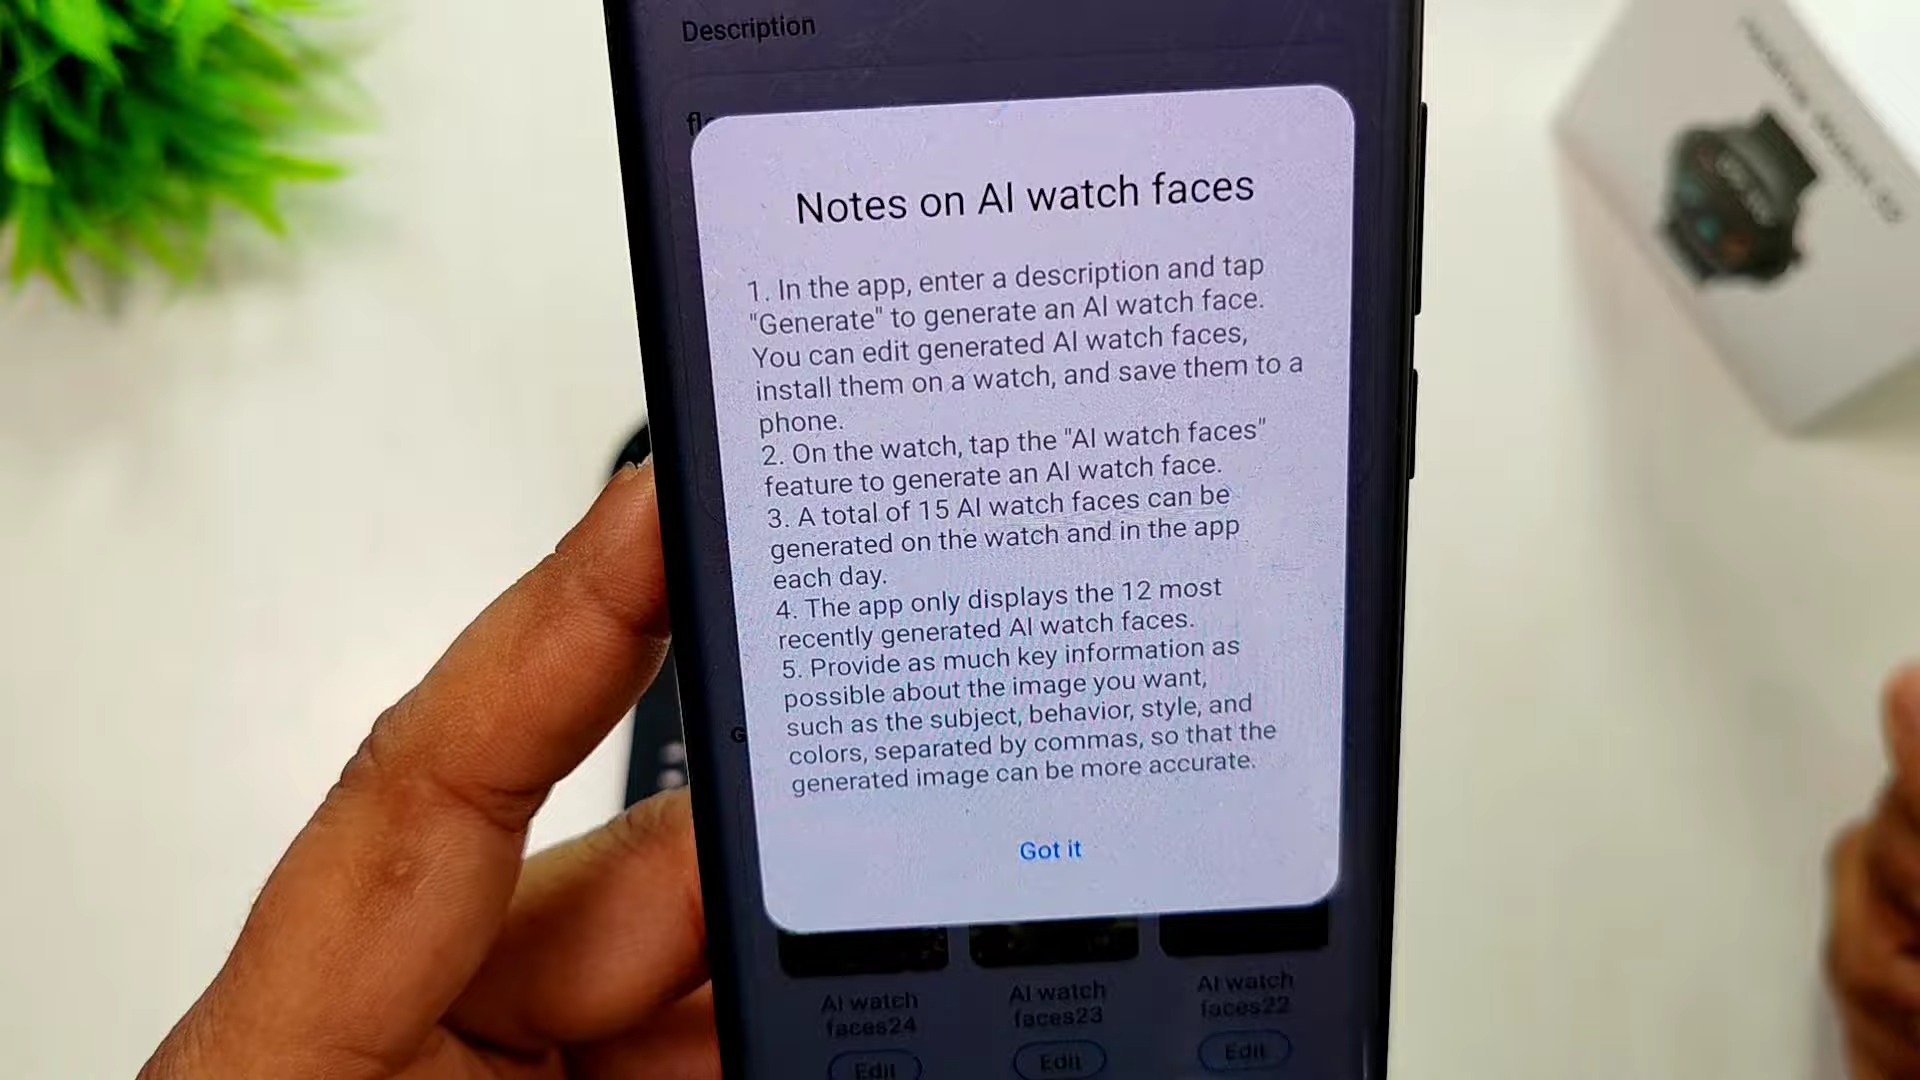 Description
Notes on AI watch faces
1. In the app, enter a description and tap
"Generate" to generate an AI watch face.
You can edit generated AI watch faces,
install them on a watch, and save them to a
phone.
2. On the watch, tap the "AI watch faces"
feature to generate an AI watch face.
3. A total of 15 AI watch faces can be
generated on the watch and in the app
each day.
4. The app only displays the 12 most
recently generated AI watch faces.
5. Provide as much key information as
possible about the image you want,
such as the subject, behavior, style, and
colors, separated by commas, so that the
generated image can be more accurate.
Got it
AI watch
faces24
AI watch
faces23
AI watch
faces22
Edit
Edit
Edit